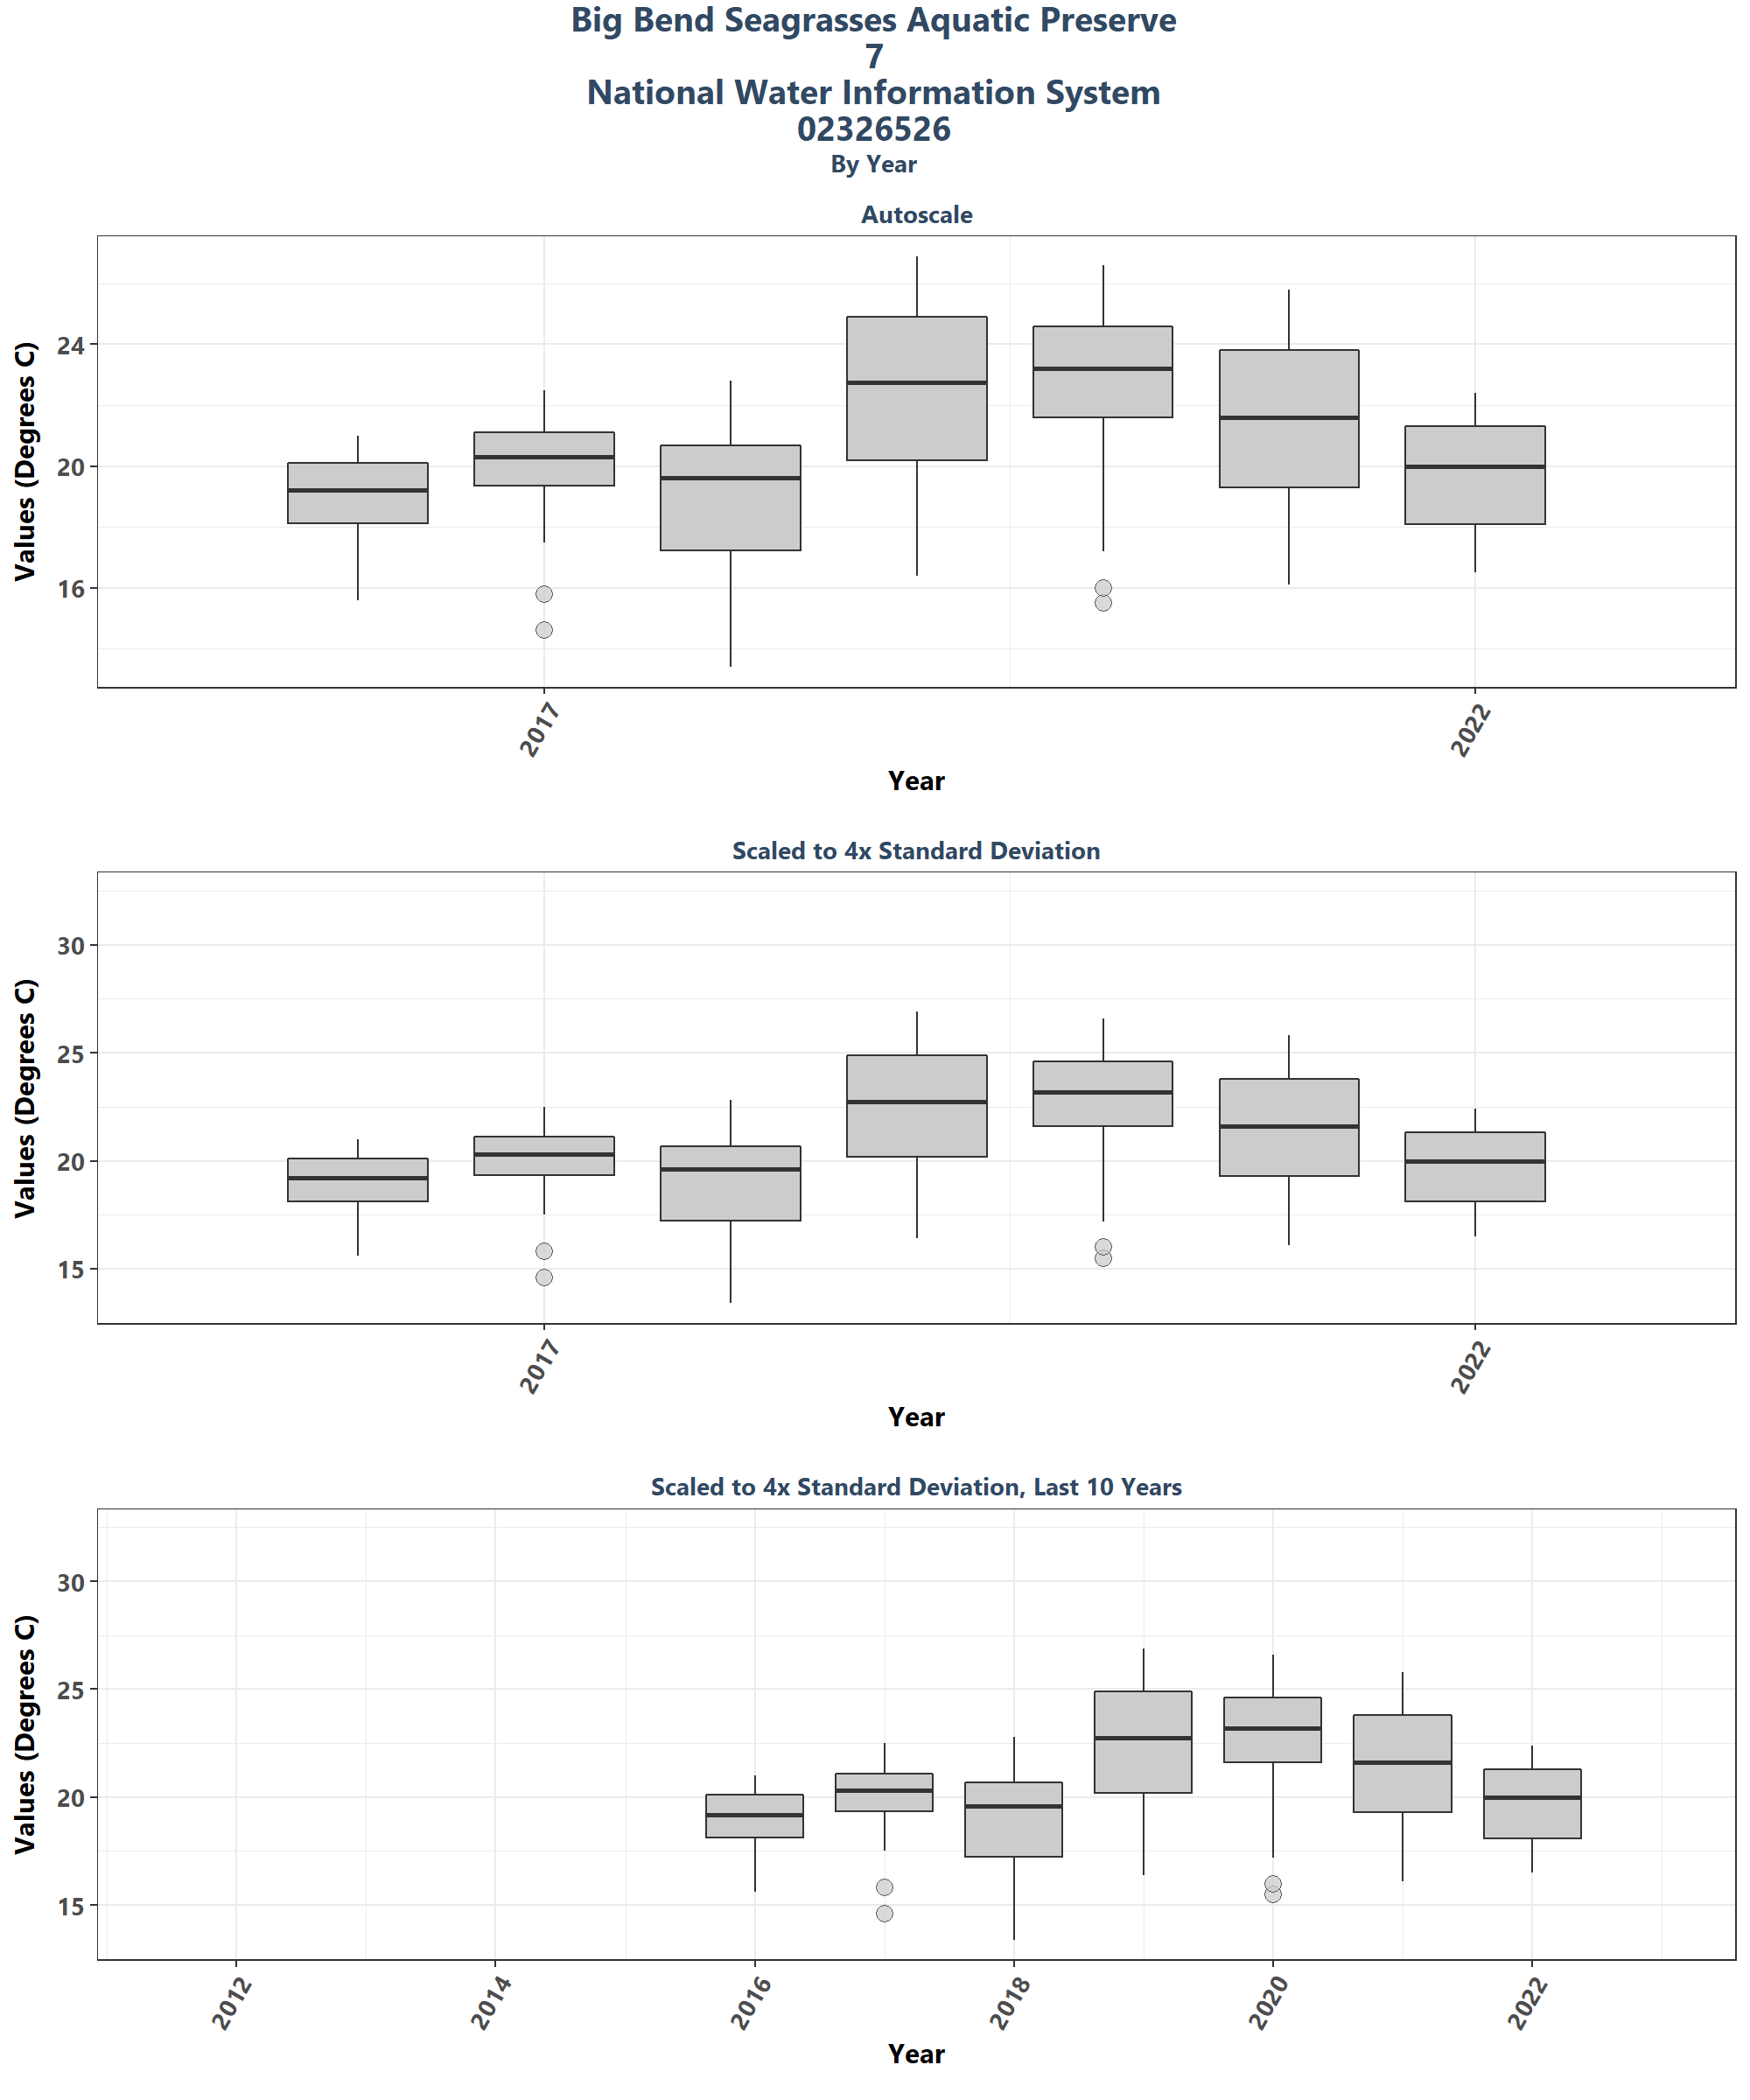 Big Bend Seagrasses Aquatic Preserve
7
National Water Information System
02326526
By Year
Autoscale
Values (Degrees C)
24
20
16
2017
2022
Year
Scaled to 4x Standard Deviation
Values (Degrees C)
30
25
20
15
2017
2022
Year
Scaled to 4x Standard Deviation, Last 10 Years
Values (Degrees C)
30
25
20
15
2012
2014
2016
2018
2020
2022
Year